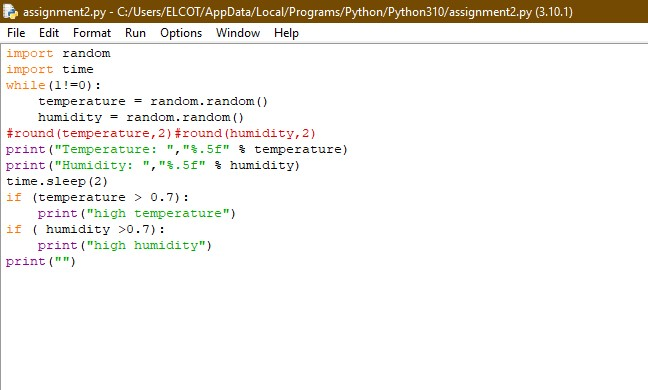 assignment2.py - C:/Users/ELCOT/AppData/Local/Programs/Python/Python310/assignment2.py (3.10.1)
File Edit Format Run Options Window Help
import random
import time
while(1!=0):
    temperature = random.random()
    humidity = random.random()
#round(temperature,2)#round(humidity,2)
print("Temperature: ","%.5f" % temperature)
print("Humidity: ","%.5f" % humidity)
time.sleep(2)
if (temperature > 0.7):
    print("high temperature")
if ( humidity >0.7):
    print("high humidity")
print("")